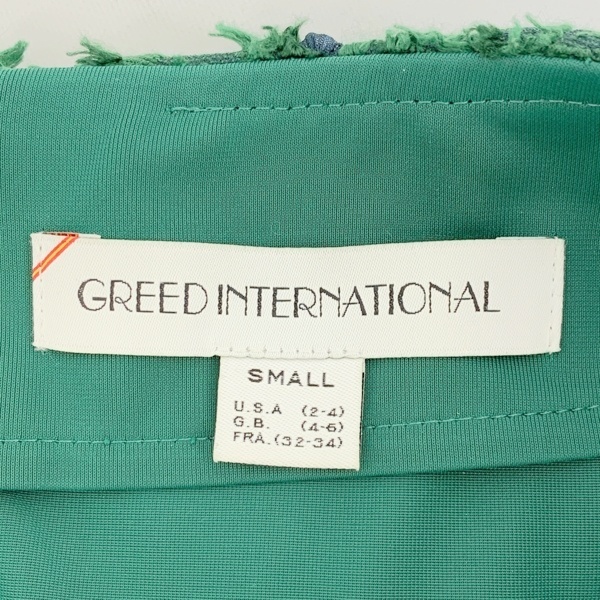 GREED INTERNATIONAL
SMALL
U.S.A (2-4)
G.B. (4-6)
FRA. (32-34)